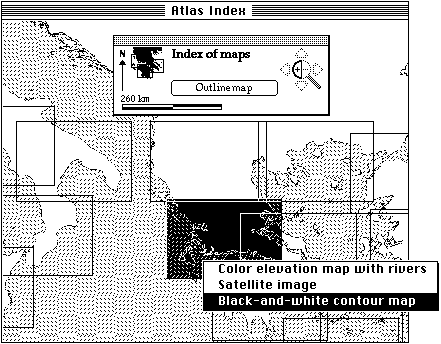 Atlas Index
N
Index of maps
Outline map
260 km
Color elevation map with rivers
Satellite image
Black-and-white contour map